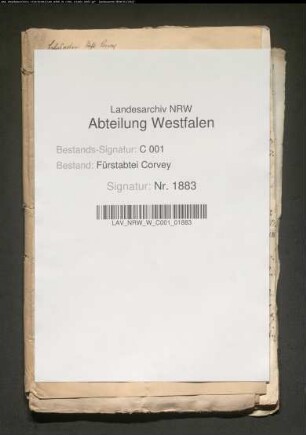 Landesarchiv NRW
Abteilung Westfalen
Bestands-Signatur: C 001
Bestand: Fürstabtei Corvey
Signatur: Nr. 1883
LAV_NRW_W_C001_01883